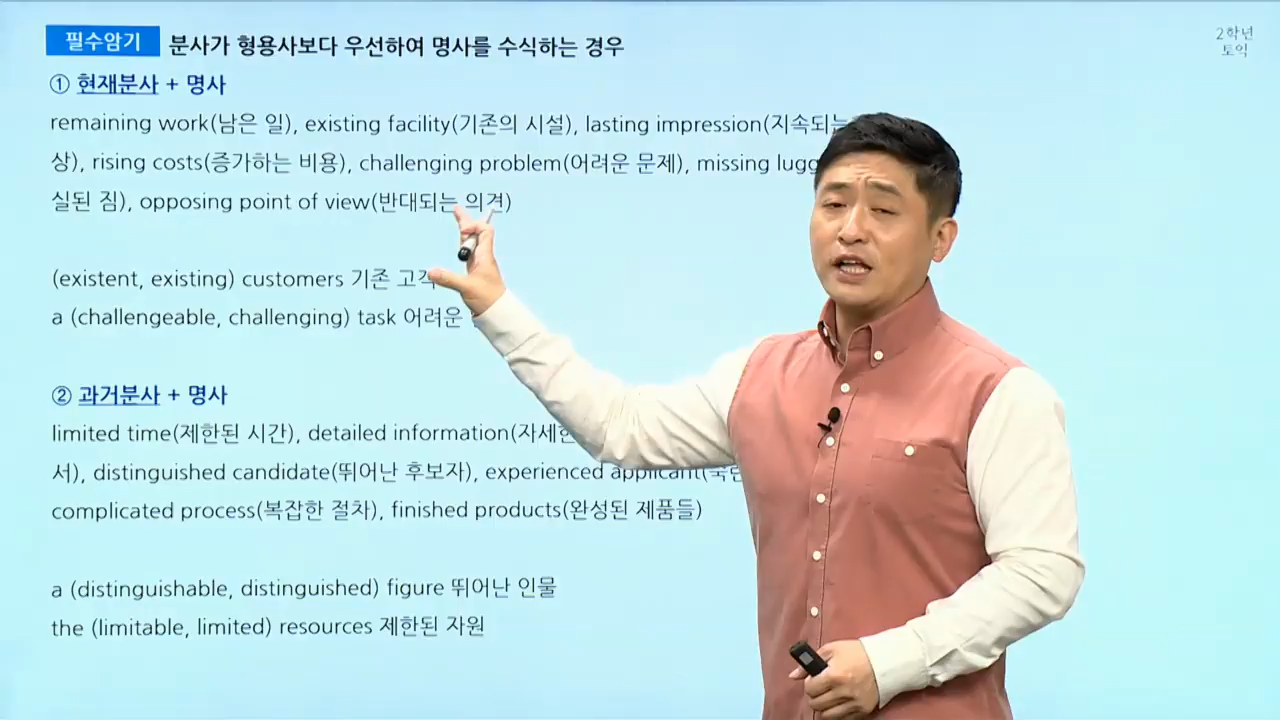 필수암기 분사가 형용사보다 우선하여 명사를 수식하는 경우
2학년
토익
① 현재분사 + 명사
remaining work(남은 일), existing facility(기존의 시설), lasting impression(지속되는
상), rising costs(증가하는 비용), challenging problem(어려운 문제), missing
실된 짐), opposing point of view(반대되는 의견)
(existent, existing) customers 기존 고객
a (challengeable, challenging) task 어려운
② 과거분사 + 명사
limited time(제한된 시간), detailed information(자세한
서), distinguished candidate(뛰어난 후보자), experienced applicant(
complicated process(복잡한 절차), finished products(완성된 제품들)
a (distinguishable, distinguished) figure 뛰어난 인물
the (limitable, limited) resources 제한된 자원